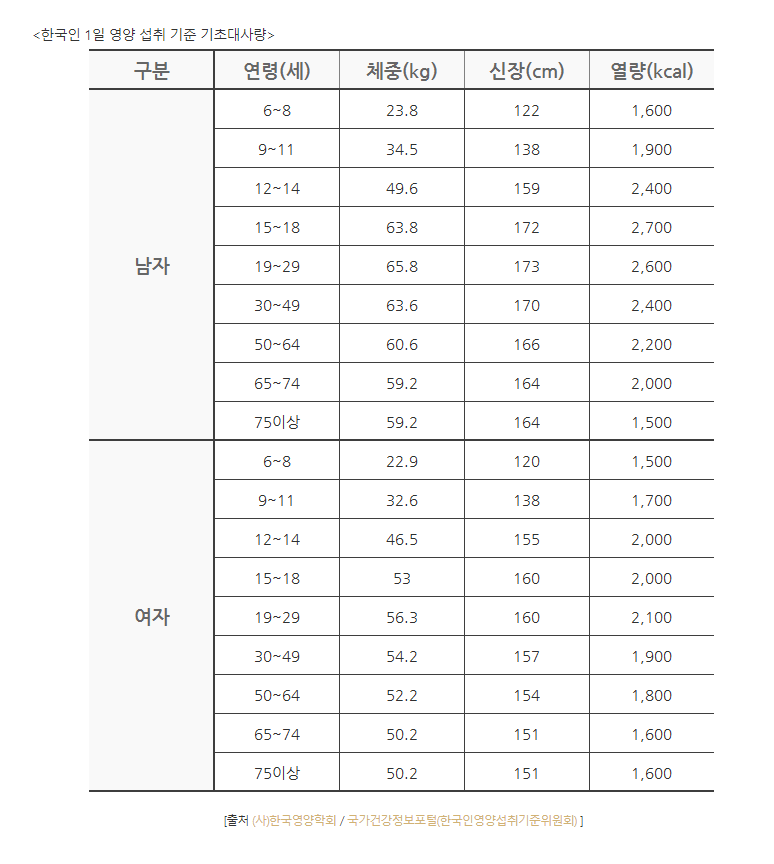 <한국인 1일 영양 섭취 기준 기초대사량>
구분 연령(세) 체중(kg) 신장(cm) 열량(kcal)
남자
6~8 23.8 122 1,600
9~11 34.5 138 1,900
12~14 49.6 159 2,400
15~18 63.8 172 2,700
19~29 65.8 173 2,600
30~49 63.6 170 2,400
50~64 60.6 166 2,200
65~74 59.2 164 2,000
75이상 59.2 164 1,500
여자
6~8 22.9 120 1,500
9~11 32.6 138 1,700
12~14 46.5 155 2,000
15~18 53 160 2,000
19~29 56.3 160 2,100
30~49 54.2 157 1,900
50~64 52.2 154 1,800
65~74 50.2 151 1,600
75이상 50.2 151 1,600
[출처 (사)한국영양학회 / 국가건강정보포털(한국인영양섭취기준위원회) ]